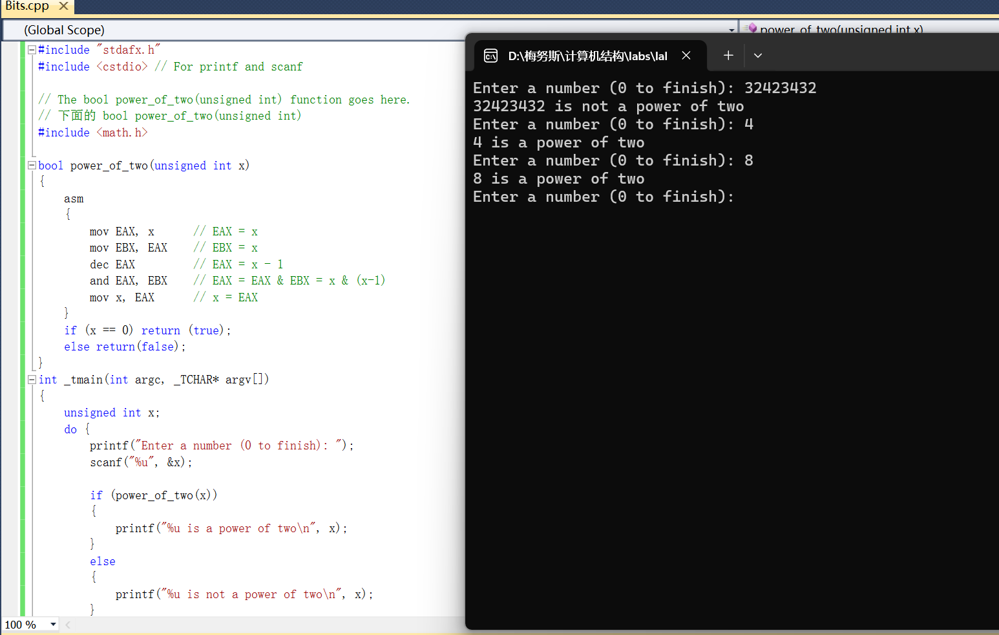 Bits.cpp
(Global Scope)
power_of_two(unsigned int x)
#include "stdafx.h"
#include <cstdio> // For printf and scanf
// The bool power_of_two(unsigned int) function goes here.
// 下面的 bool power_of_two(unsigned int)
#include <math.h>
bool power_of_two(unsigned int x)
{
asm
{
mov EAX, x // EAX = x
mov EBX, EAX // EBX = x
dec EAX // EAX = x - 1
and EAX, EBX // EAX = EAX & EBX = x & (x-1)
mov x, EAX // x = EAX
}
if (x == 0) return (true);
else return(false);
}
int _tmain(int argc, _TCHAR* argv[])
{
unsigned int x;
do {
printf("Enter a number (0 to finish): ");
scanf("%u", &x);
if (power_of_two(x))
{
printf("%u is a power of two\n", x);
}
else
{
printf("%u is not a power of two\n", x);
}
100 %
D:\梅努斯\计算机结构\labs\lal
Enter a number (0 to finish): 32423432
32423432 is not a power of two
Enter a number (0 to finish): 4
4 is a power of two
Enter a number (0 to finish): 8
8 is a power of two
Enter a number (0 to finish):